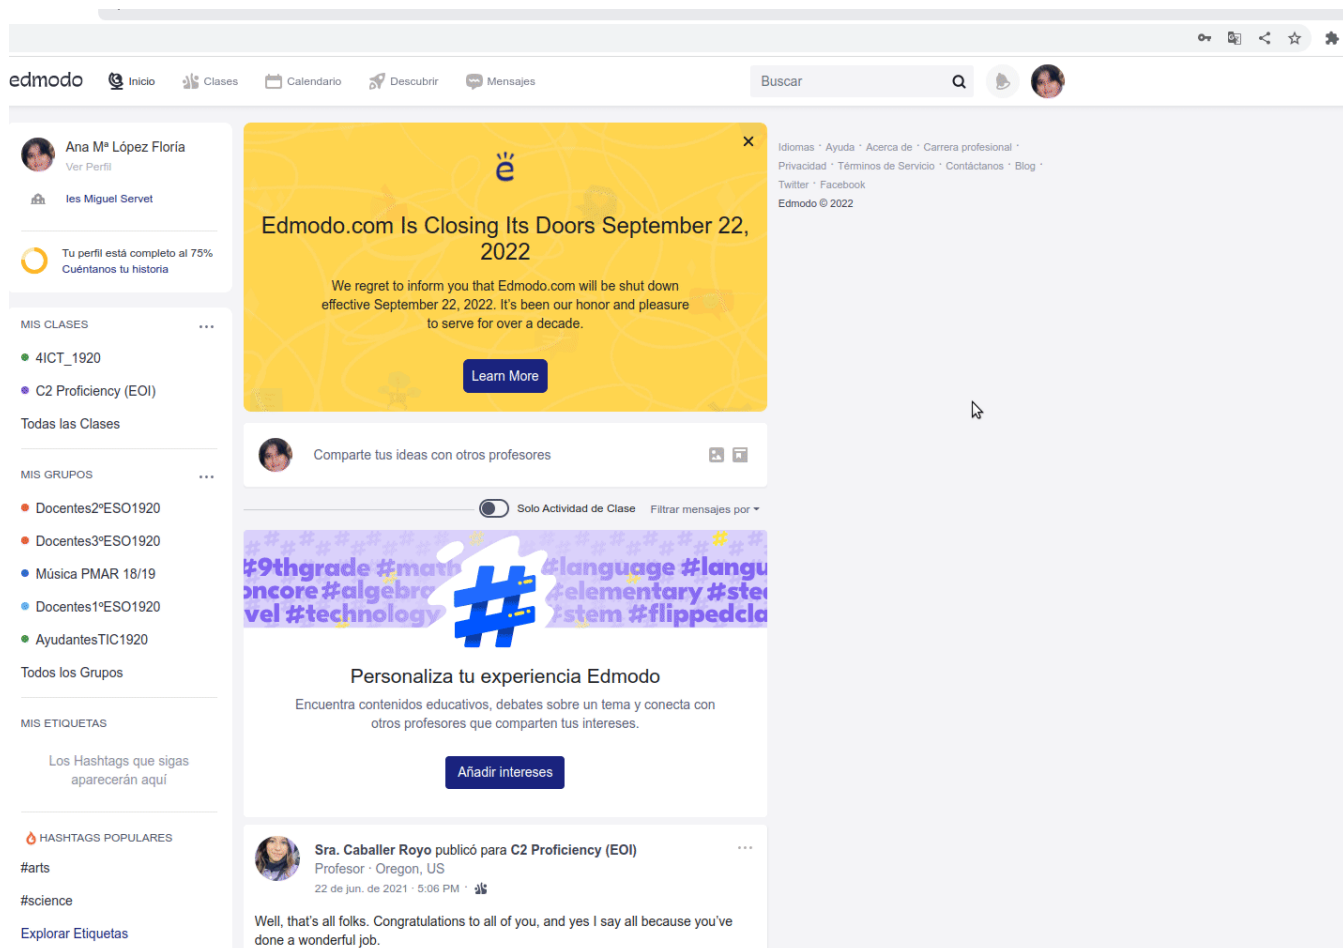 edmodo
Inicio
Clases
Calendario
Descubrir
Mensajes
Buscar
Ana Mª López Floría
Ver Perfil
Ies Miguel Servet
Tu perfil está completo al 75%
Cuéntanos tu historia
MIS CLASES
4ICT_1920
C2 Proficiency (EOI)
Todas las Clases
MIS GRUPOS
Docentes2ºESO1920
Docentes3ºESO1920
Música PMAR 18/19
Docentes1ºESO1920
AyudantesTIC1920
Todos los Grupos
MIS ETIQUETAS
Los Hashtags que sigas
aparecerán aquí
HASHTAGS POPULARES
#arts
#science
Explorar Etiquetas
ë
Edmodo.com Is Closing Its Doors September 22,
2022
We regret to inform you that Edmodo.com will be shut down
effective September 22, 2022. It's been our honor and pleasure
to serve for over a decade.
Learn More
Comparte tus ideas con otros profesores
Solo Actividad de Clase
Filtrar mensajes por
#9thgrade #math #language #langu
oncore #algebra #elementary #ste
vel #technology #stem #flippedcla
Personaliza tu experiencia Edmodo
Encuentra contenidos educativos, debates sobre un tema y conecta con
otros profesores que comparten tus intereses.
Añadir intereses
Sra. Caballer Royo publicó para C2 Proficiency (EOI)
Profesor · Oregon, US
22 de jun. de 2021 · 5:06 PM ·
Well, that's all folks. Congratulations to all of you, and yes I say all because you've
done a wonderful job.
Idiomas · Ayuda · Acerca de · Carrera profesional ·
Privacidad · Términos de Servicio · Contáctanos · Blog ·
Twitter · Facebook
Edmodo © 2022